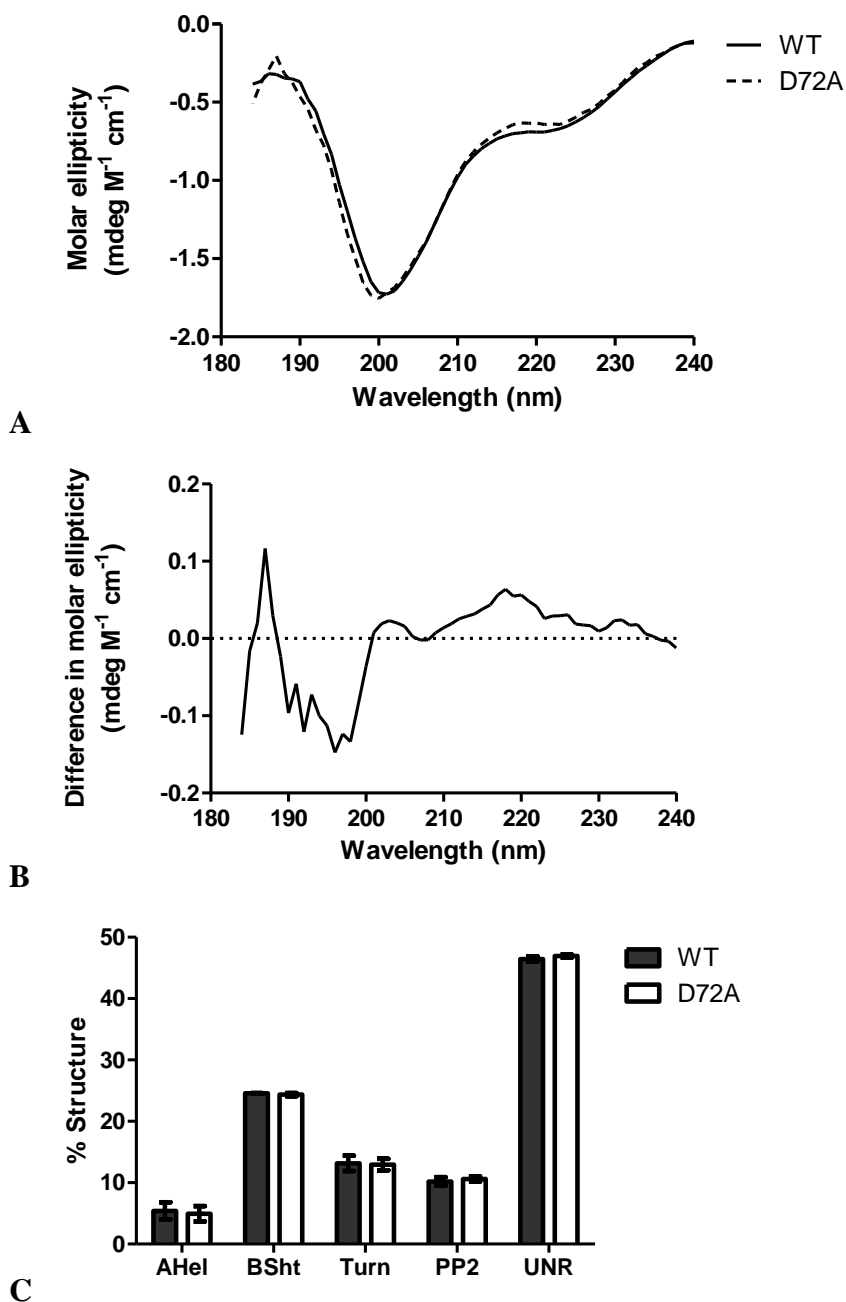 0.0
-0.5
-1.0
-1.5
-2.0
Molar ellipticity
(mdeg M-1 cm-1)
180 190 200 210 220 230 240
Wavelength (nm)
WT
D72A
A
0.2
0.1
0.0
-0.1
-0.2
Difference in molar ellipticity
(mdeg M-1 cm-1)
180 190 200 210 220 230 240
Wavelength (nm)
B
50
40
30
20
10
0
% Structure
AHel BSht Turn PP2 UNR
WT
D72A
C